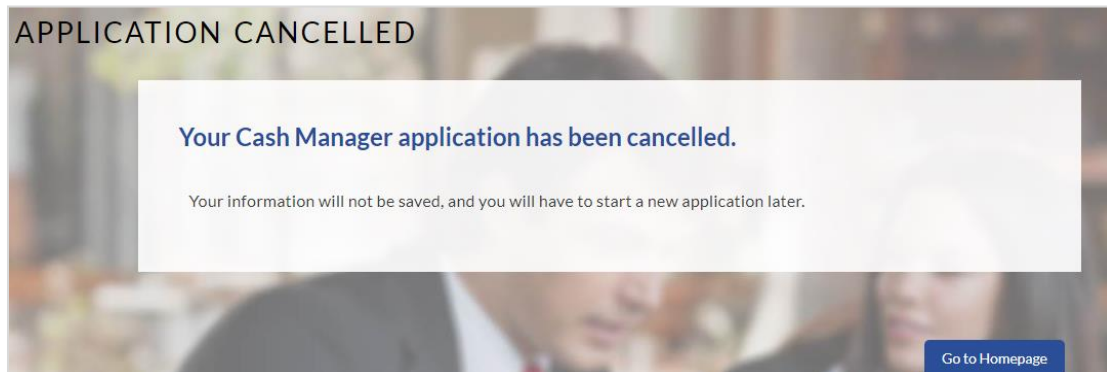 APPLICATION CANCELLED
Your Cash Manager application has been cancelled.
Your information will not be saved, and you will have to start a new application later.
Go to Homepage